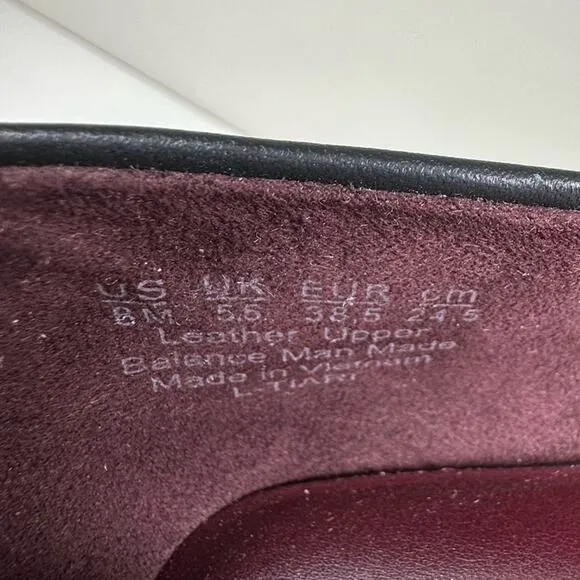 US UK EUR cm
8M 5.5 38.5 24.5
Leather Upper
Balance Man Made
Made in Vietnam
L-TIARI